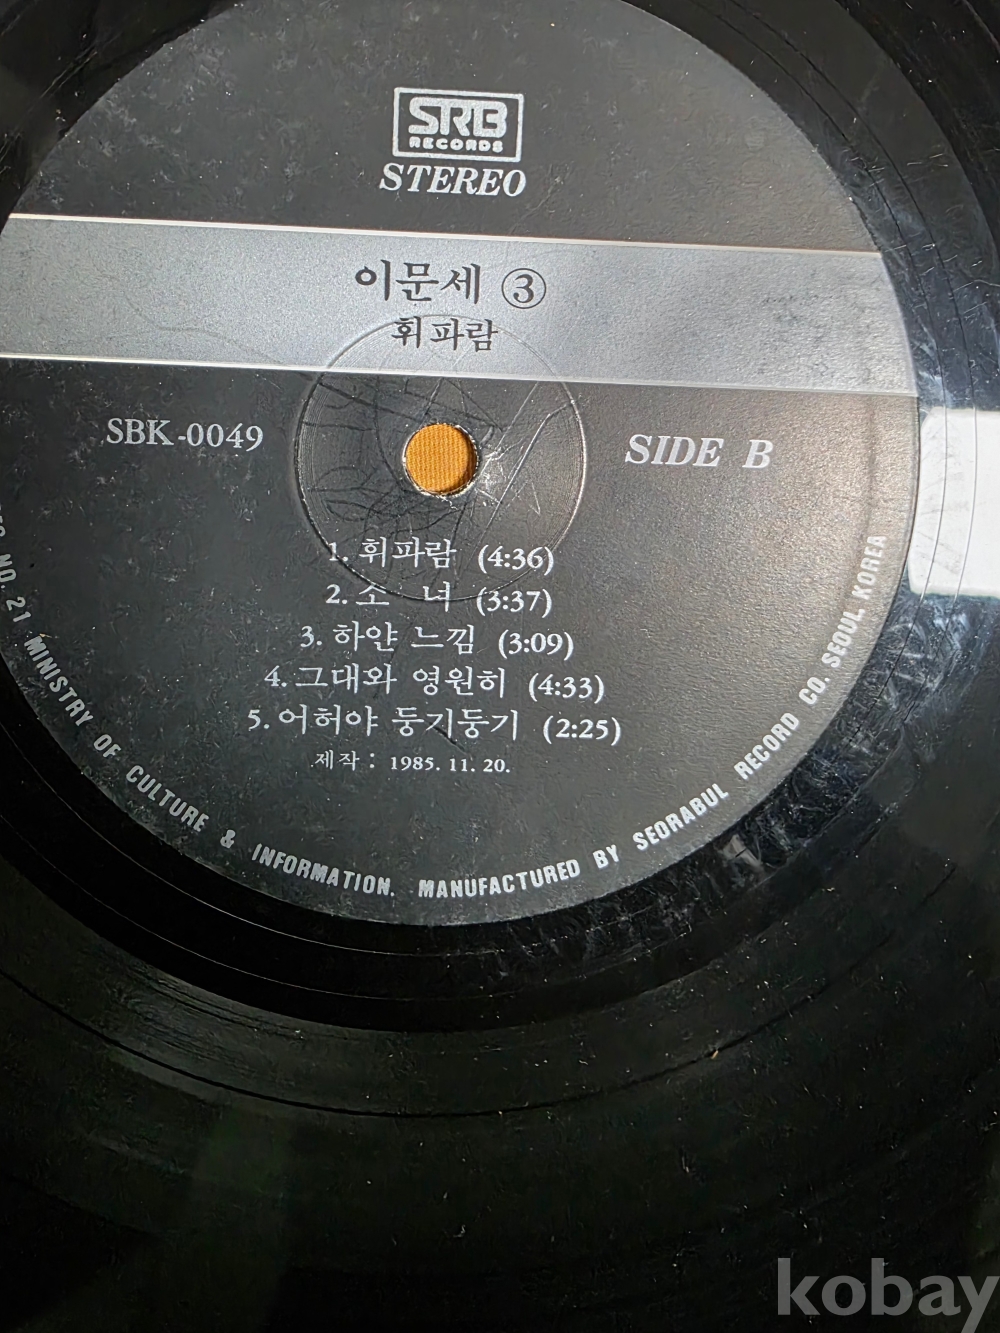 SRB
RECORDS
STEREO
이문세 ③
휘파람
SBK-0049
SIDE B
1. 휘파람 (4:36)
2. 소 녀 (3:37)
3. 하얀 느낌 (3:09)
4. 그대와 영원히 (4:33)
5. 어허야 둥기둥기 (2:25)
제작 : 1985. 11. 20.
NO. 21 MINISTRY OF CULTURE & INFORMATION. MANUFACTURED BY SEORABUL RECORD CO. SEOUL KOREA
kobay